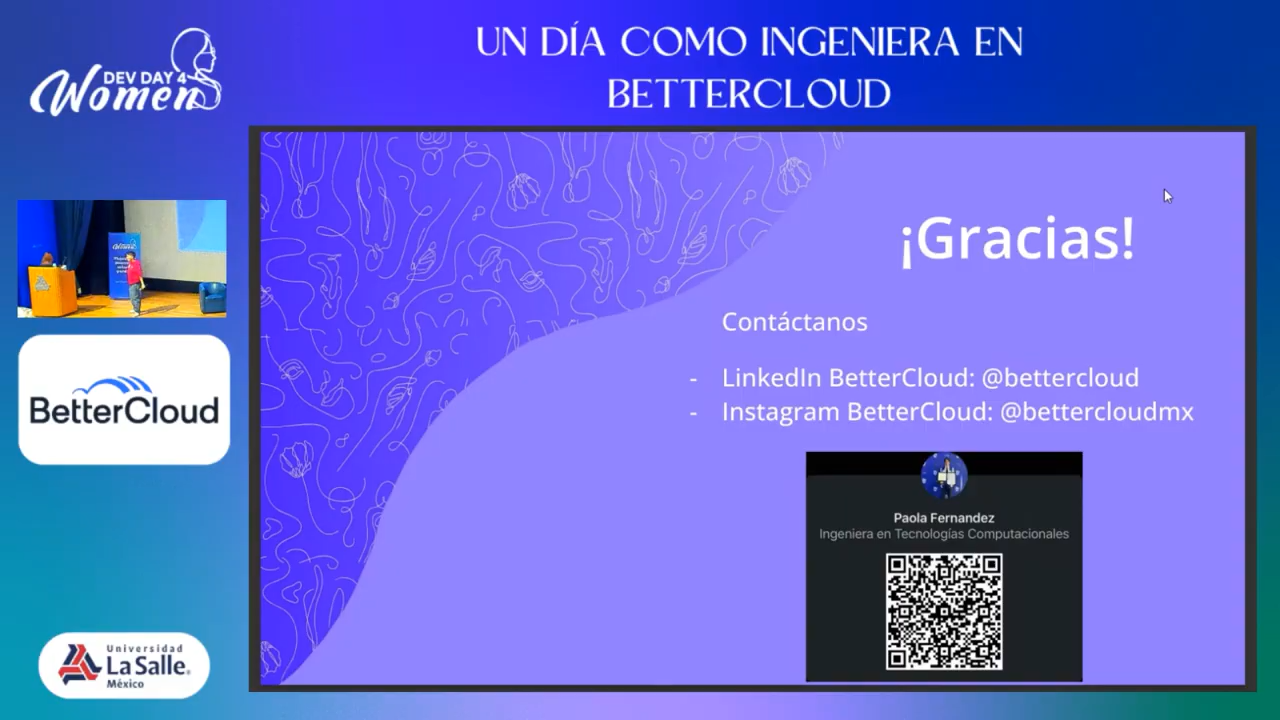 DEV DAY 4
Women
UN DÍA COMO INGENIERA EN
BETTERCLOUD
¡Gracias!
Contáctanos
- LinkedIn BetterCloud: @bettercloud
- Instagram BetterCloud: @bettercloudmx
Paola Fernandez
Ingeniera en Tecnologías Computacionales
BetterCloud
Universidad
La Salle®
México